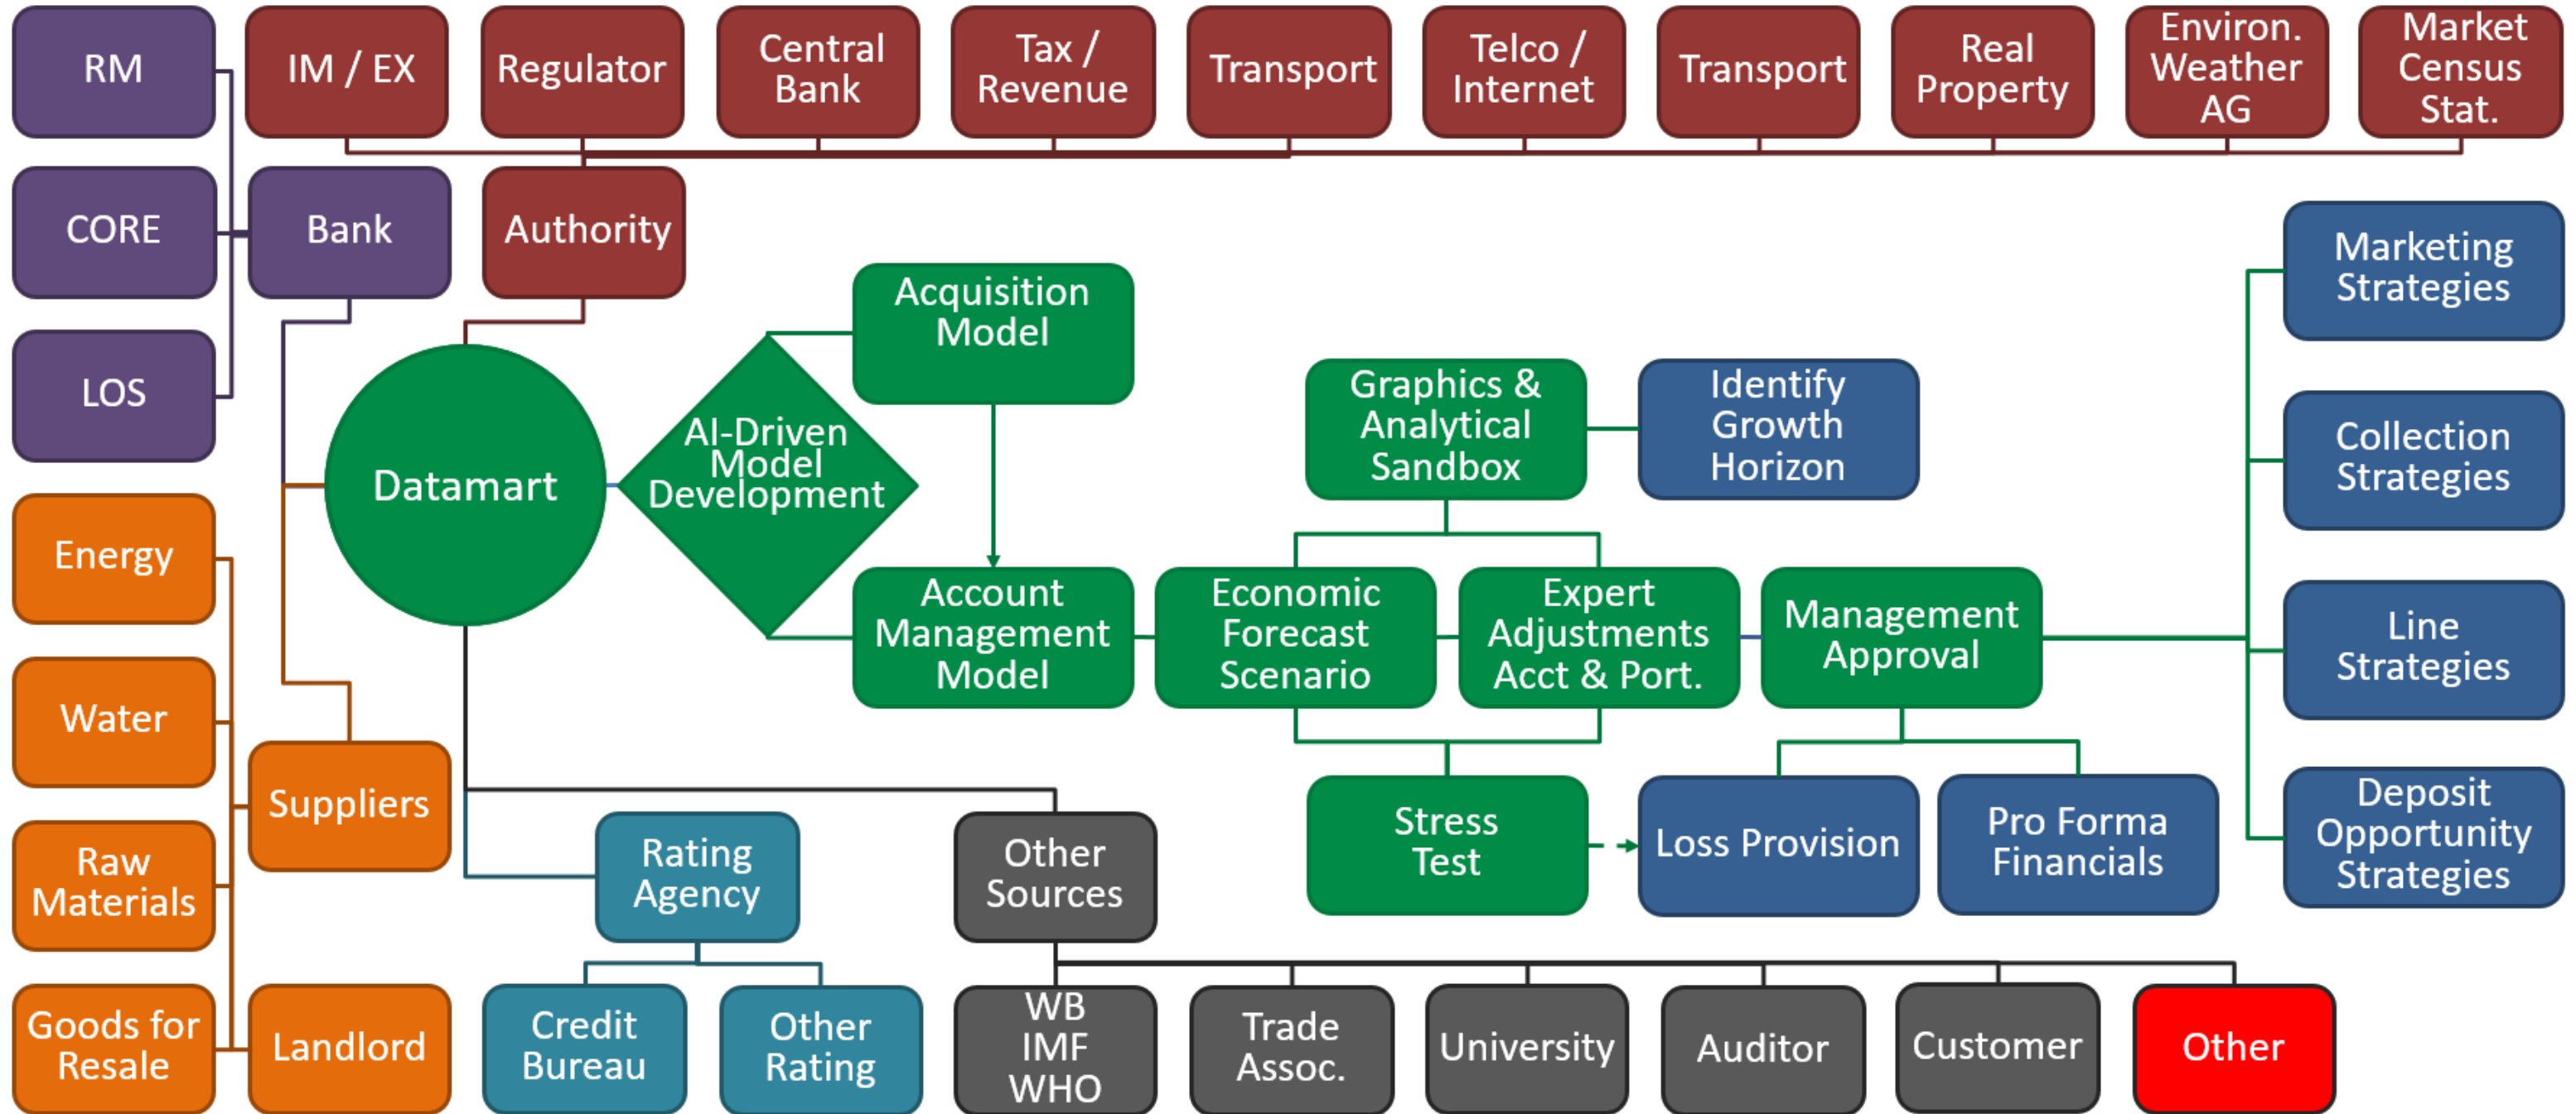 RM
IM / EX
Regulator
Central
Bank
Tax /
Revenue
Transport
Telco /
Internet
Transport
Real
Property
Environ.
Weather
AG
Market
Census
Stat.
CORE
Bank
Authority
LOS
Datamart
AI-Driven
Model
Development
Acquisition
Model
Graphics &
Analytical
Sandbox
Identify
Growth
Horizon
Marketing
Strategies
Collection
Strategies
Line
Strategies
Deposit
Opportunity
Strategies
Account
Management
Model
Economic
Forecast
Scenario
Expert
Adjustments
Acct & Port.
Management
Approval
Stress
Test
Loss Provision
Pro Forma
Financials
Energy
Water
Raw
Materials
Suppliers
Goods for
Resale
Landlord
Rating
Agency
Other
Sources
Credit
Bureau
Other
Rating
WB
IMF
WHO
Trade
Assoc.
University
Auditor
Customer
Other